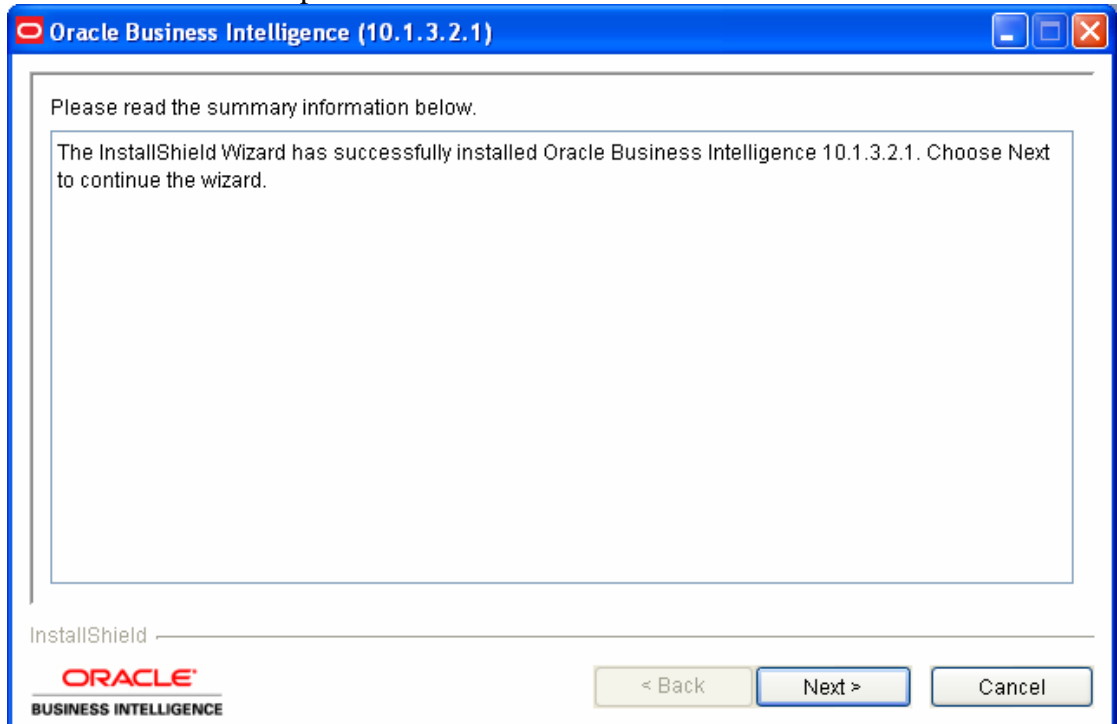 Oracle Business Intelligence (10.1.3.2.1)
Please read the summary information below.
The InstallShield Wizard has successfully installed Oracle Business Intelligence 10.1.3.2.1. Choose Next
to continue the wizard.
InstallShield
ORACLE
BUSINESS INTELLIGENCE
< Back
Next >
Cancel